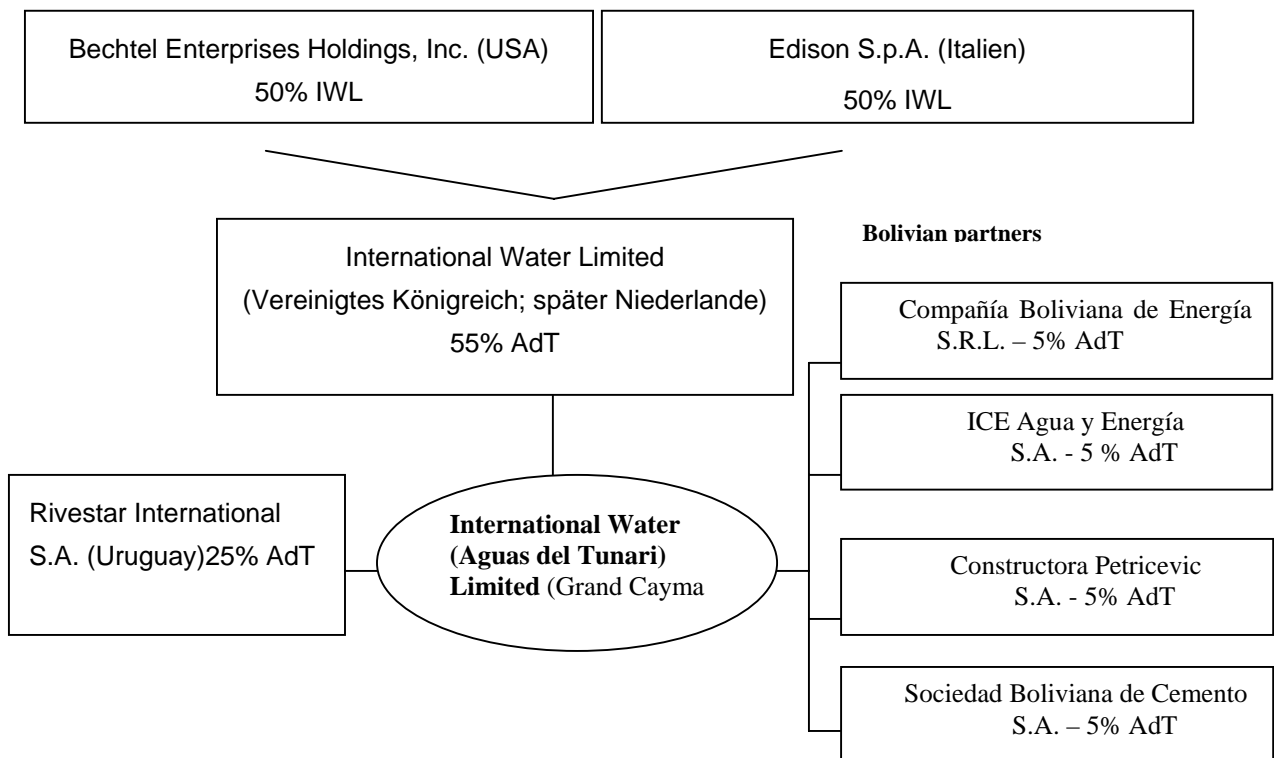 Bechtel Enterprises Holdings, Inc. (USA)
50% IWL
Edison S.p.A. (Italien)
50% IWL
International Water Limited
(Vereinigtes Königreich; später Niederlande)
55% AdT
Bolivian partners
Compañía Boliviana de Energía
S.R.L. – 5% AdT
ICE Agua y Energía
S.A. - 5 % AdT
Rivestar International
S.A. (Uruguay)25% AdT
International Water
(Aguas del Tunari)
Limited (Grand Cayma
Constructora Petricevic
S.A. - 5% AdT
Sociedad Boliviana de Cemento
S.A. – 5% AdT